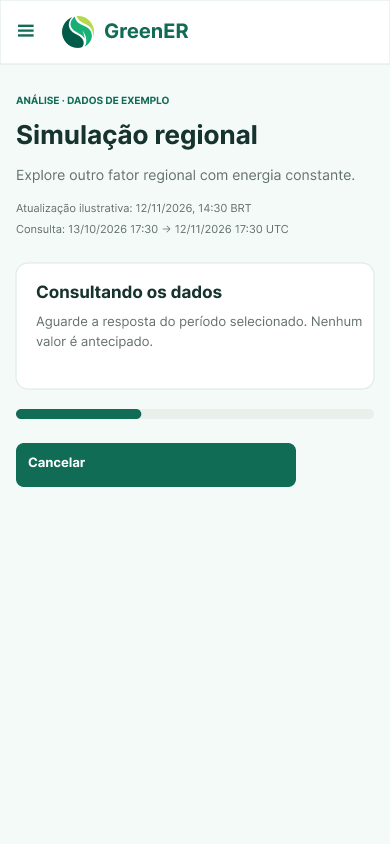 GreenER
ANÁLISE · DADOS DE EXEMPLO
Simulação regional
Explore outro fator regional com energia constante.
Atualização ilustrativa: 12/11/2026, 14:30 BRT
Consulta: 13/10/2026 17:30 → 12/11/2026 17:30 UTC
Consultando os dados
Aguarde a resposta do período selecionado. Nenhum
valor é antecipado.
Cancelar